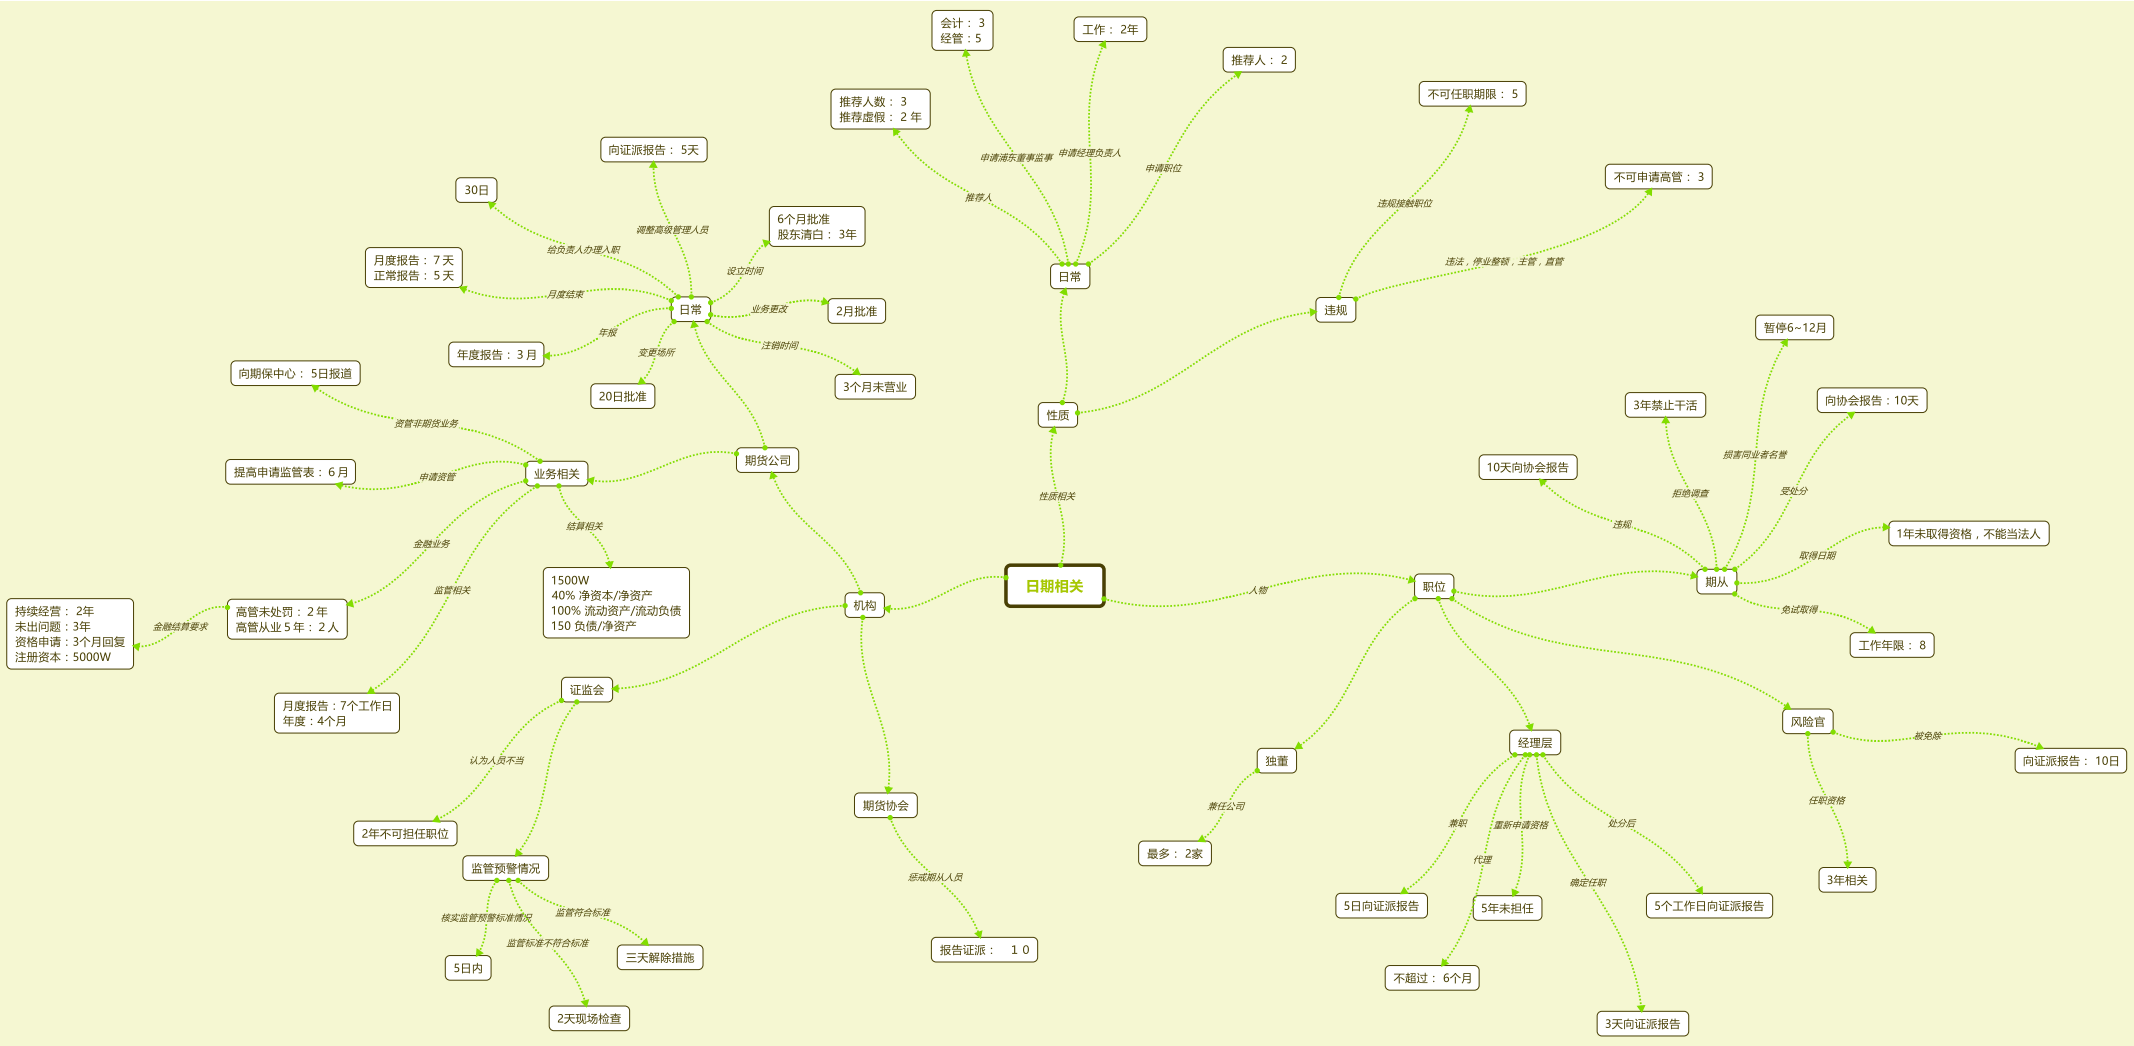 会计： 3
经管：5
工作： 2年
推荐人： 2
推荐人数： 3
推荐虚假： 2 年
不可任职期限： 5
向证派报告： 5天
申请浦东董事监事
申请经理负责人
申请职位
30日
推荐人
不可申请高管： 3
违规接触职位
6个月批准
股东清白： 3年
调整高级管理人员
给负责人办理入职
月度报告： 7 天
正常报告： 5 天
设立时间
日常
违法，停业整顿，主管，直管
月度结束
日常
业务更改
2月批准
违规
年报
暂停6~12月
年度报告： 3 月
变更场所
注销时间
向期保中心： 5日报道
3个月未营业
20日批准
3年禁止干活
向协会报告：10天
性质
资管非期货业务
损害同业者名誉
期货公司
10天向协会报告
提高申请监管表： 6 月
申请资管
业务相关
拒绝调查
受处分
性质相关
结算相关
违规
1年未取得资格，不能当法人
金融业务
取得日期
1500W
40% 净资本/净资产
100% 流动资产/流动负债
150 负债/净资产
日期相关
人物
职位
期从
监管相关
机构
免试取得
持续经营： 2年
未出问题：3年
资格申请：3个月回复
注册资本：5000W
金融结算要求
高管未处罚： 2 年
高管从业 5 年： 2 人
工作年限： 8
证监会
月度报告：7个工作日
年度：4个月
风险官
被免除
经理层
独董
向证派报告： 10日
认为人员不当
期货协会
兼任公司
任职资格
2年不可担任职位
兼职
重新申请资格
处分后
最多： 2家
代理
监管预警情况
惩戒期从人员
确定任职
3年相关
核实监管预警标准情况
监管符合标准
5日向证派报告
5年未担任
5个工作日向证派报告
监管标准不符合标准
报告证派：　1 0
三天解除措施
5日内
不超过： 6个月
2天现场检查
3天向证派报告